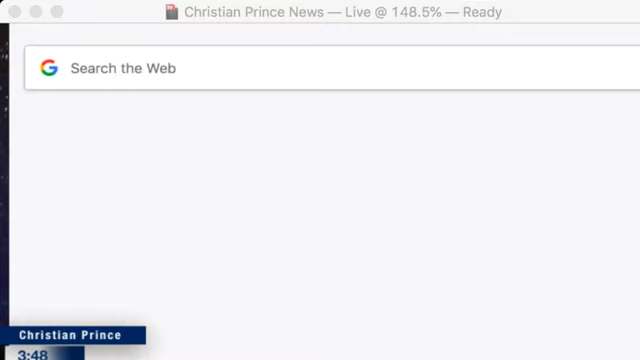 Christian Prince News — Live @ 148.5% — Ready
Search the Web
Christian Prince
3:48